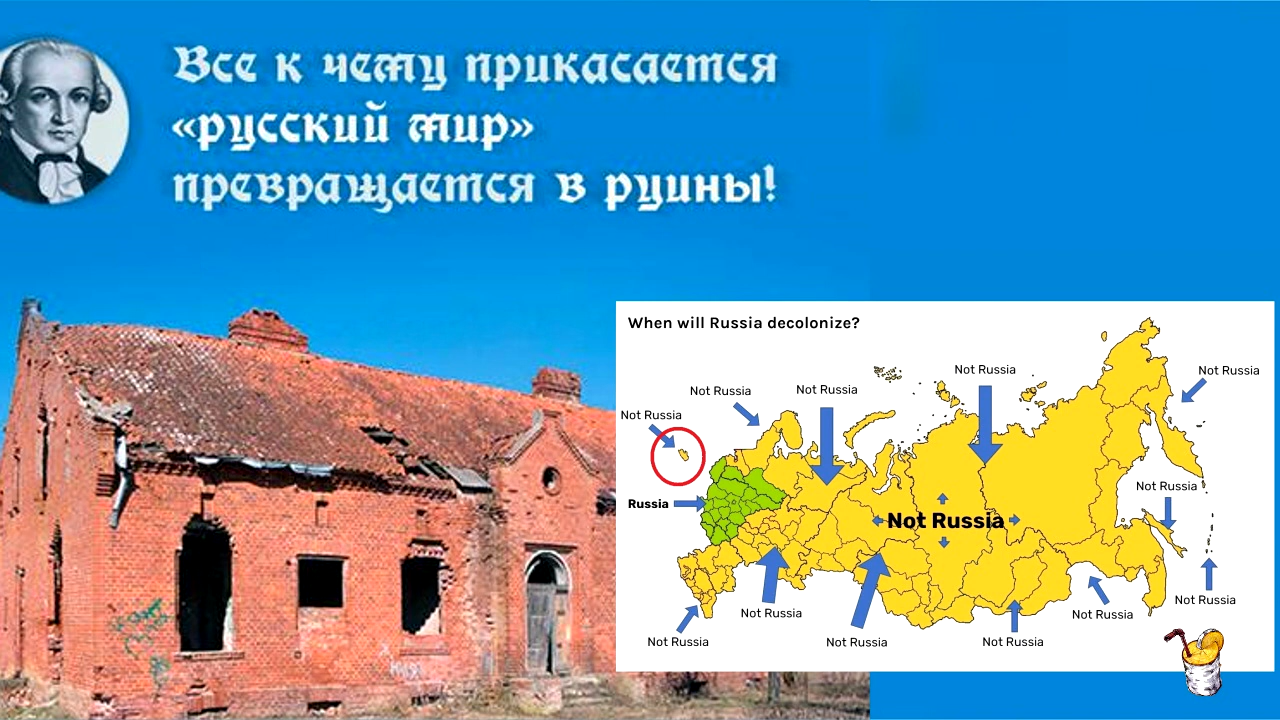 Все к чему прикасается
«русский мир»
превращается в руины!
When will Russia decolonize?
Not Russia
Not Russia
Not Russia
Not Russia
Not Russia
Russia
Not Russia
Not Russia
Not Russia
Not Russia
Not Russia
Not Russia
Not Russia
Not Russia